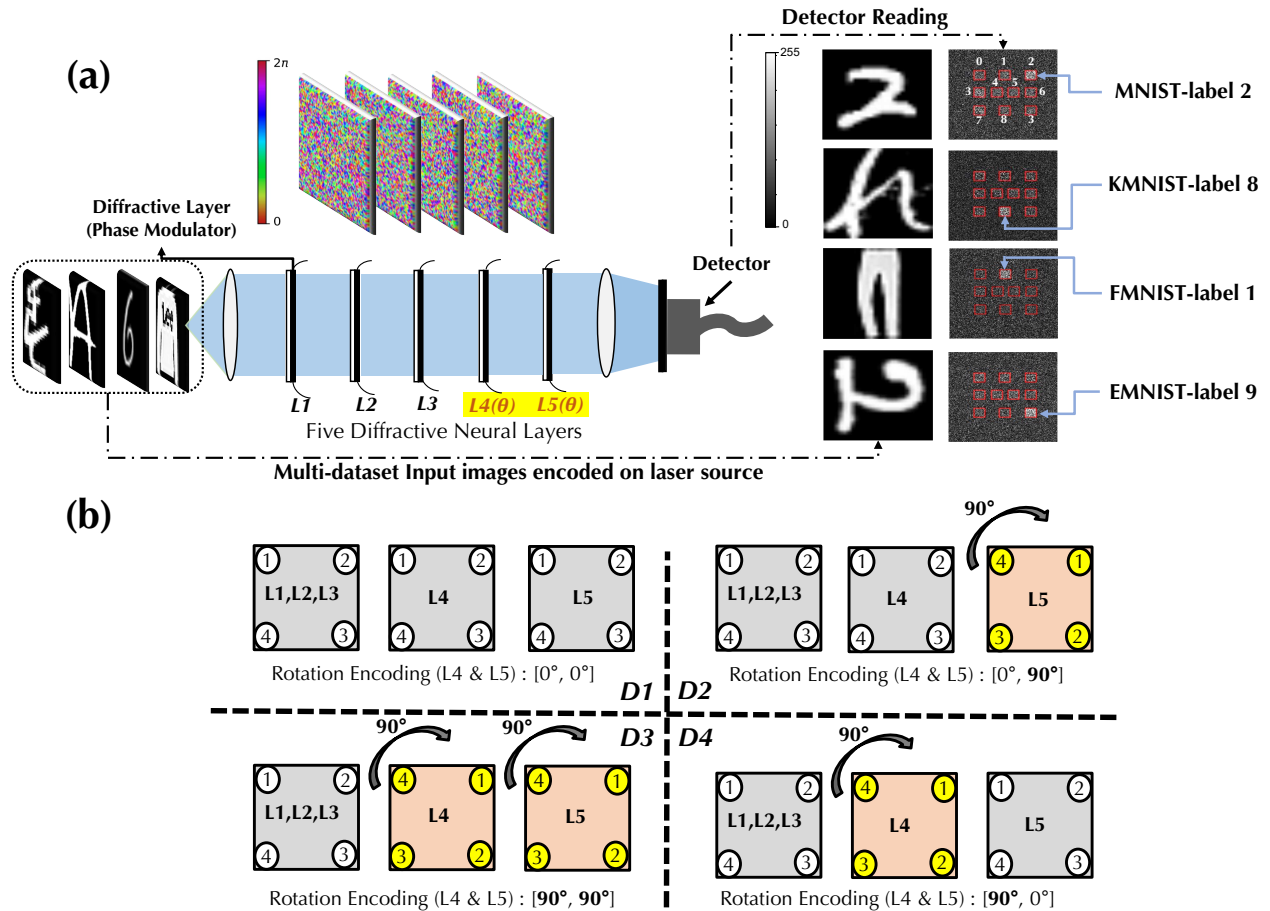 (a)
Detector Reading
2π
0
255
0
0 1 2
4 5
3 6
7 8 3
MNIST-label 2
KMNIST-label 8
FMNIST-label 1
EMNIST-label 9
Diffractive Layer
(Phase Modulator)
Detector
L1 L2 L3 L4(θ) L5(θ)
Five Diffractive Neural Layers
Multi-dataset Input images encoded on laser source
(b)
1 2
L1,L2,L3
4 3
1 2
L4
4 3
1 2
L5
4 3
Rotation Encoding (L4 & L5) : [0°, 0°]
D1
1 2
L1,L2,L3
4 3
1 2
L4
4 3
90°
4 1
L5
3 2
Rotation Encoding (L4 & L5) : [0°, 90°]
D2
D3
1 2
L1,L2,L3
4 3
90°
4 1
L4
3 2
90°
4 1
L5
3 2
Rotation Encoding (L4 & L5) : [90°, 90°]
D4
1 2
L1,L2,L3
4 3
90°
4 1
L4
3 2
1 2
L5
4 3
Rotation Encoding (L4 & L5) : [90°, 0°]